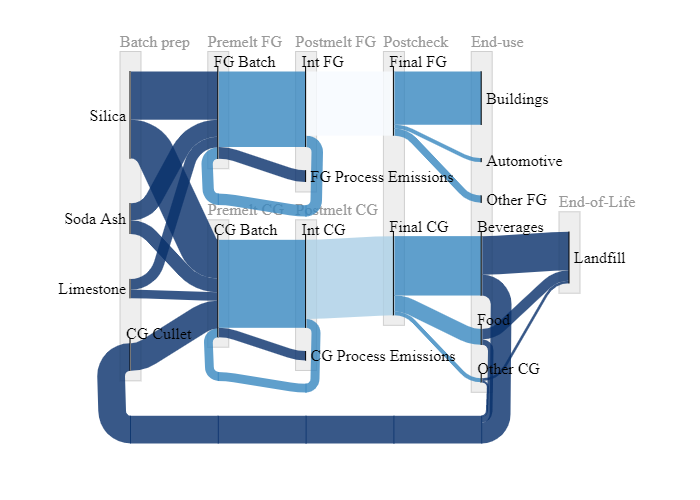 Batch prep
Premelt FG
Postmelt FG
Postcheck
End-use
FG Batch
Int FG
Final FG
Silica
Buildings
Automotive
FG Process Emissions
Other FG
Premelt CG
Postmelt CG
End-of-Life
Soda Ash
CG Batch
Int CG
Final CG
Beverages
Landfill
Limestone
CG Cullet
Food
CG Process Emissions
Other CG